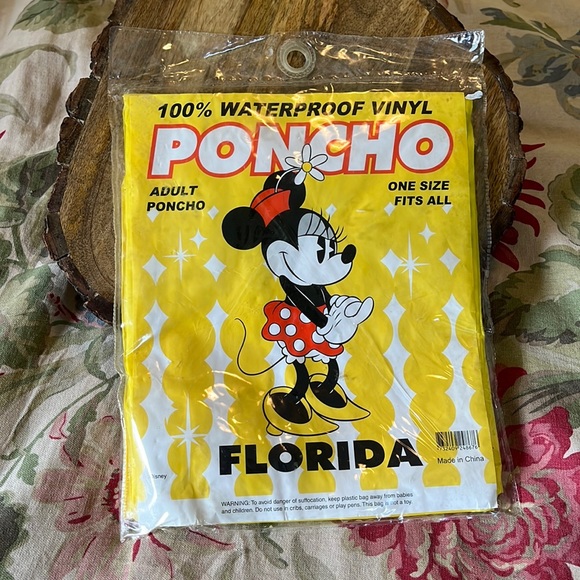 100% WATERPROOF VINYL
PONCHO
ADULT
PONCHO
ONE SIZE
FITS ALL
FLORIDA
Made in China
Disney
WARNING: To avoid danger of suffocation, keep plastic bag away from babies
and children. Do not use in cribs, carriages or play pens. This bag is not a toy.